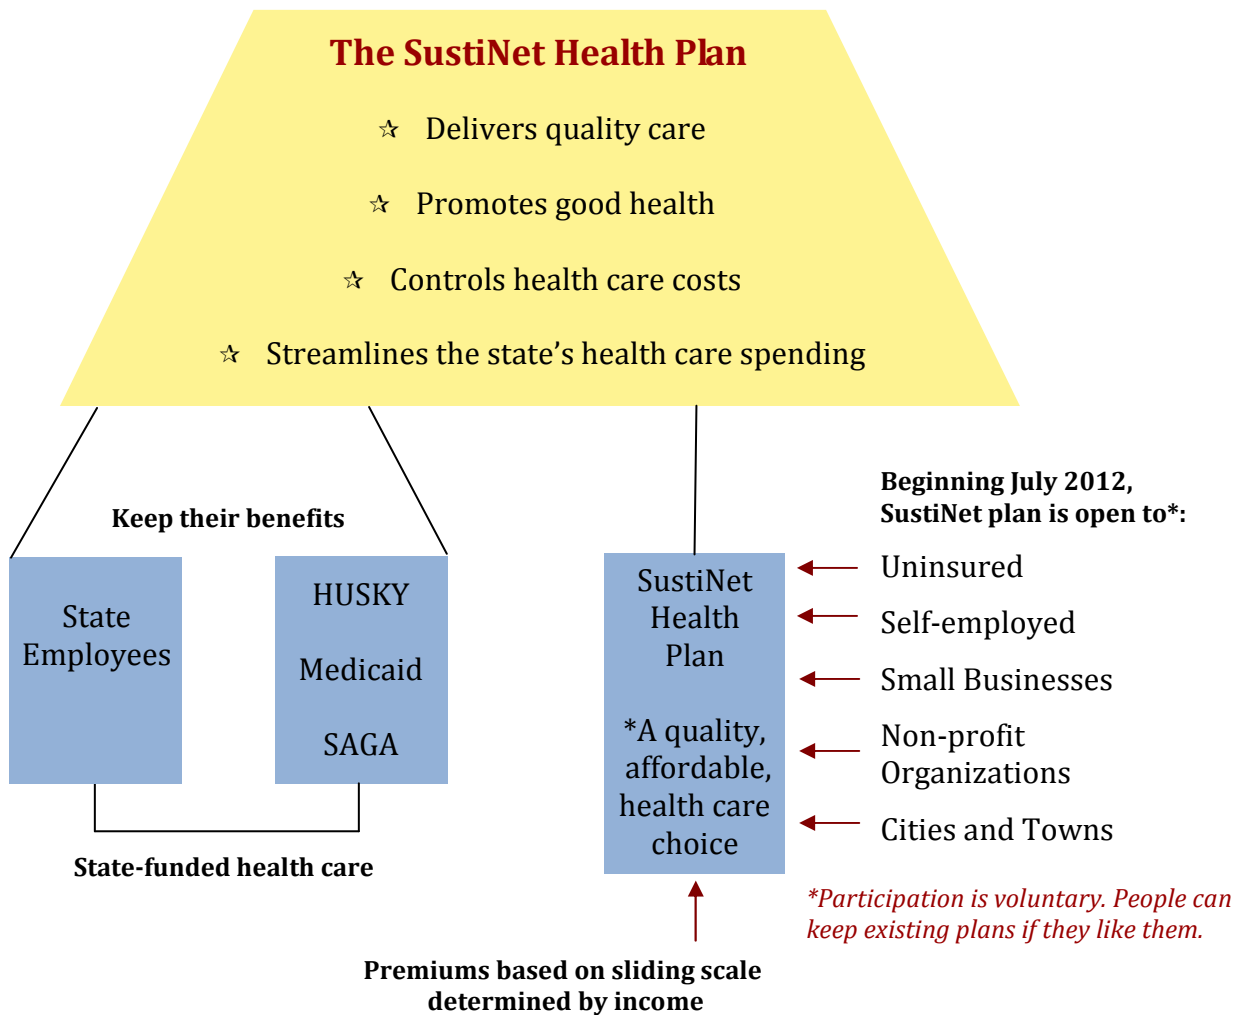 The SustiNet Health Plan
☆ Delivers quality care
☆ Promotes good health
☆ Controls health care costs
☆ Streamlines the state’s health care spending
Keep their benefits
State
Employees
HUSKY
Medicaid
SAGA
State-funded health care
SustiNet
Health
Plan
*A quality,
affordable,
health care
choice
Premiums based on sliding scale
determined by income
Beginning July 2012,
SustiNet plan is open to*:
Uninsured
Self-employed
Small Businesses
Non-profit
Organizations
Cities and Towns
*Participation is voluntary. People can
keep existing plans if they like them.